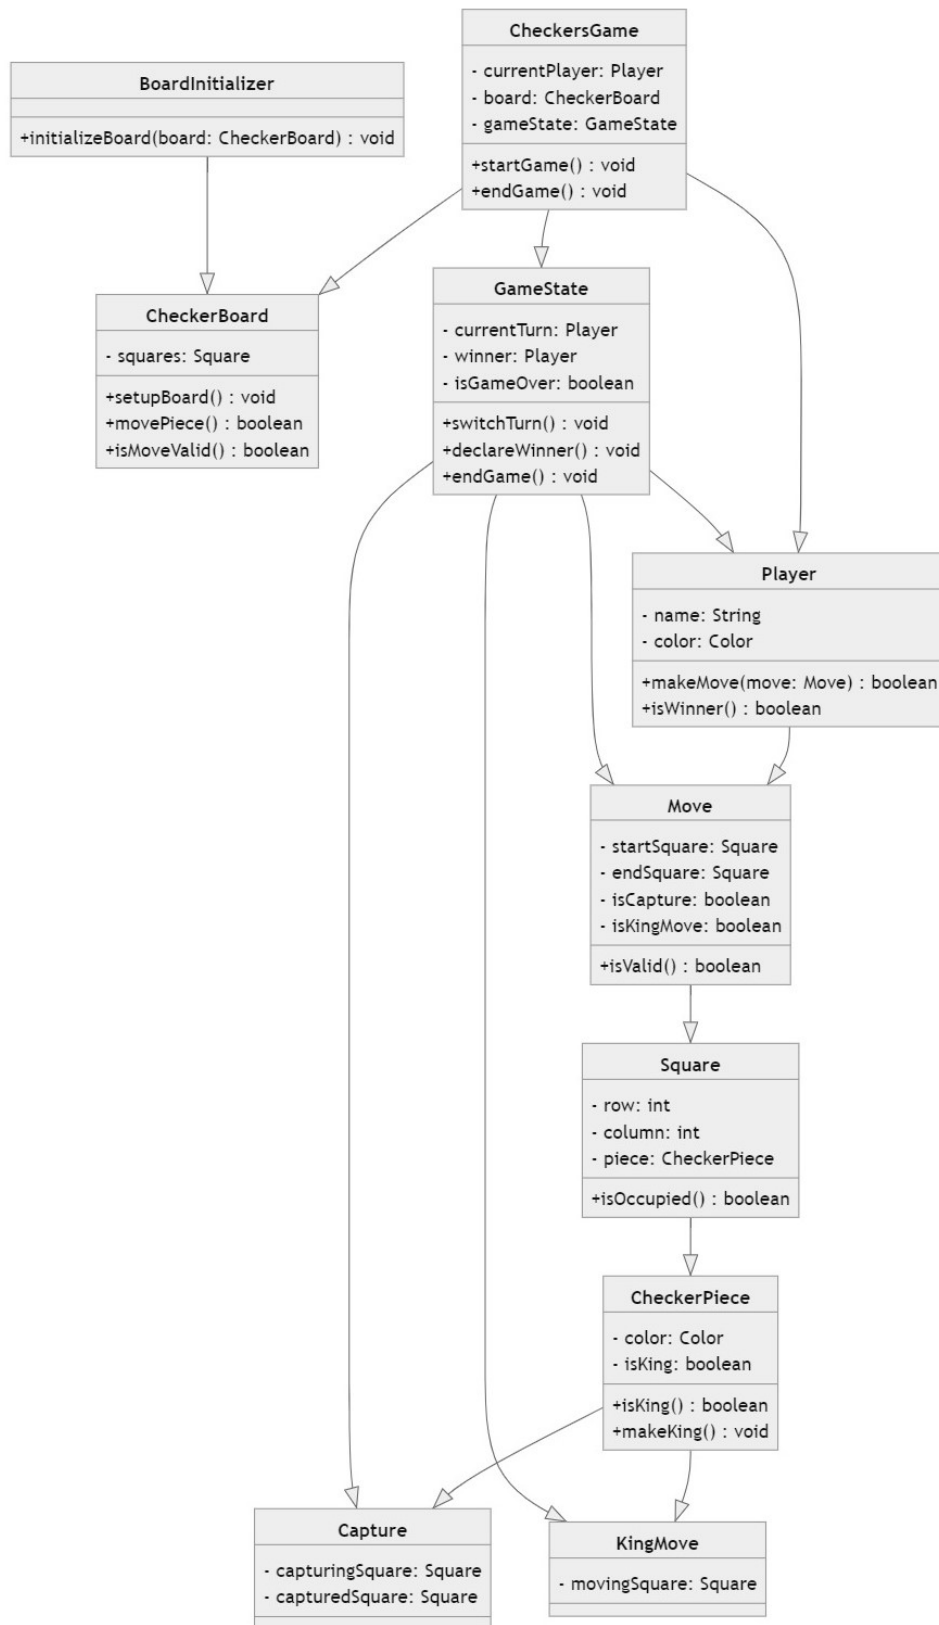 CheckersGame
- currentPlayer: Player
- board: CheckerBoard
- gameState: GameState
+startGame() : void
+endGame() : void
BoardInitializer
+initializeBoard(board: CheckerBoard) : void
CheckerBoard
- squares: Square
+setupBoard() : void
+movePiece() : boolean
+isMoveValid() : boolean
GameState
- currentTurn: Player
- winner: Player
- isGameOver: boolean
+switchTurn() : void
+declareWinner() : void
+endGame() : void
Player
- name: String
- color: Color
+makeMove(move: Move) : boolean
+isWinner() : boolean
Move
- startSquare: Square
- endSquare: Square
- isCapture: boolean
- isKingMove: boolean
+isValid() : boolean
Square
- row: int
- column: int
- piece: CheckerPiece
+isOccupied() : boolean
CheckerPiece
- color: Color
- isKing: boolean
+isKing() : boolean
+makeKing() : void
Capture
- capturingSquare: Square
- capturedSquare: Square
KingMove
- movingSquare: Square